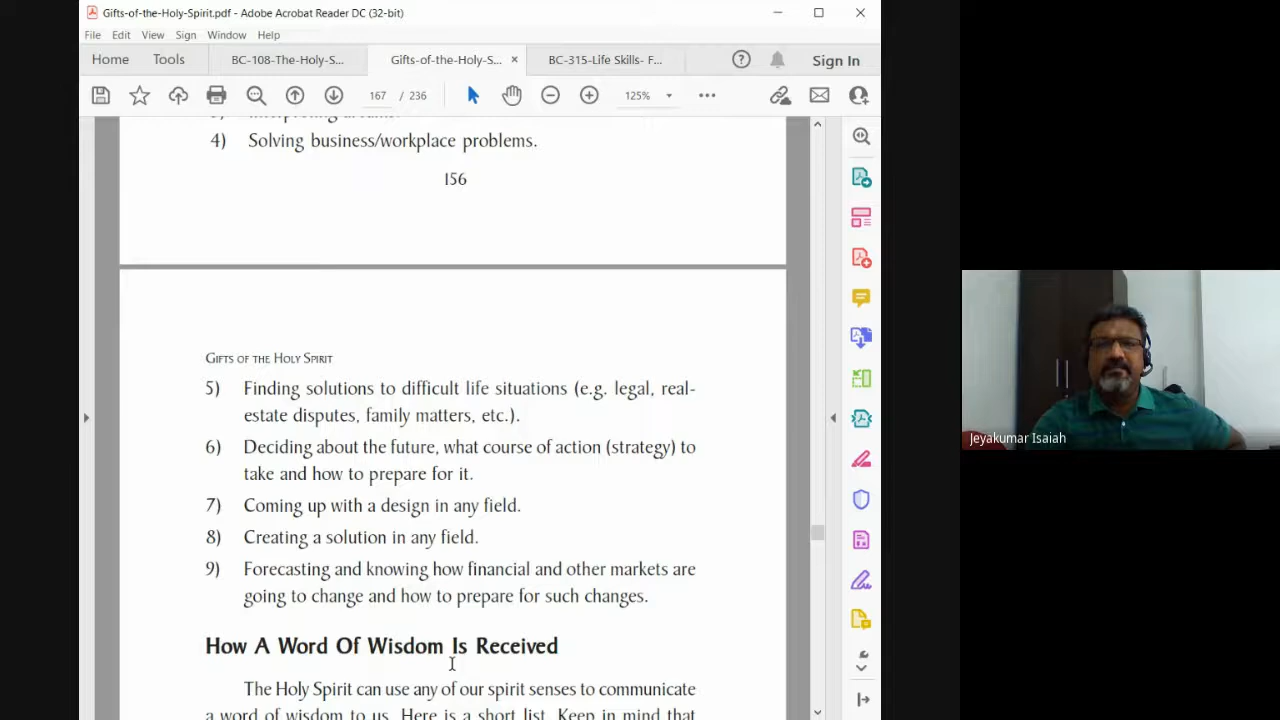 Gifts-of-the-Holy-Spirit.pdf - Adobe Acrobat Reader DC (32-bit)
File Edit View Sign Window Help
Home Tools BC-108-The-Holy-S... Gifts-of-the-Holy-S... × BC-315-Life Skills- F... Sign In
167 / 236 125%
4) Solving business/workplace problems.
156
GIFTS OF THE HOLY SPIRIT
5) Finding solutions to difficult life situations (e.g. legal, real-
estate disputes, family matters, etc.).
6) Deciding about the future, what course of action (strategy) to
take and how to prepare for it.
7) Coming up with a design in any field.
8) Creating a solution in any field.
9) Forecasting and knowing how financial and other markets are
going to change and how to prepare for such changes.
How A Word Of Wisdom Is Received
The Holy Spirit can use any of our spirit senses to communicate
a word of wisdom to us. Here is a short list. Keep in mind that
Jeyakumar Isaiah